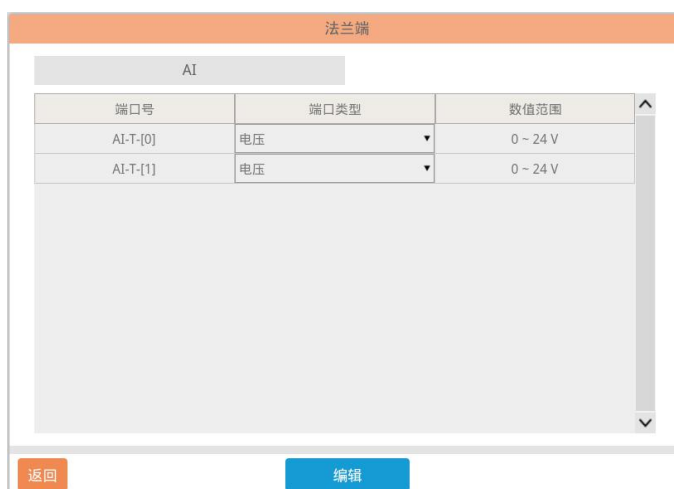 法兰端
AI
端口号 端口类型 数值范围
AI-T-[0] 电压 0 ~ 24 V
AI-T-[1] 电压 0 ~ 24 V
返回 编辑